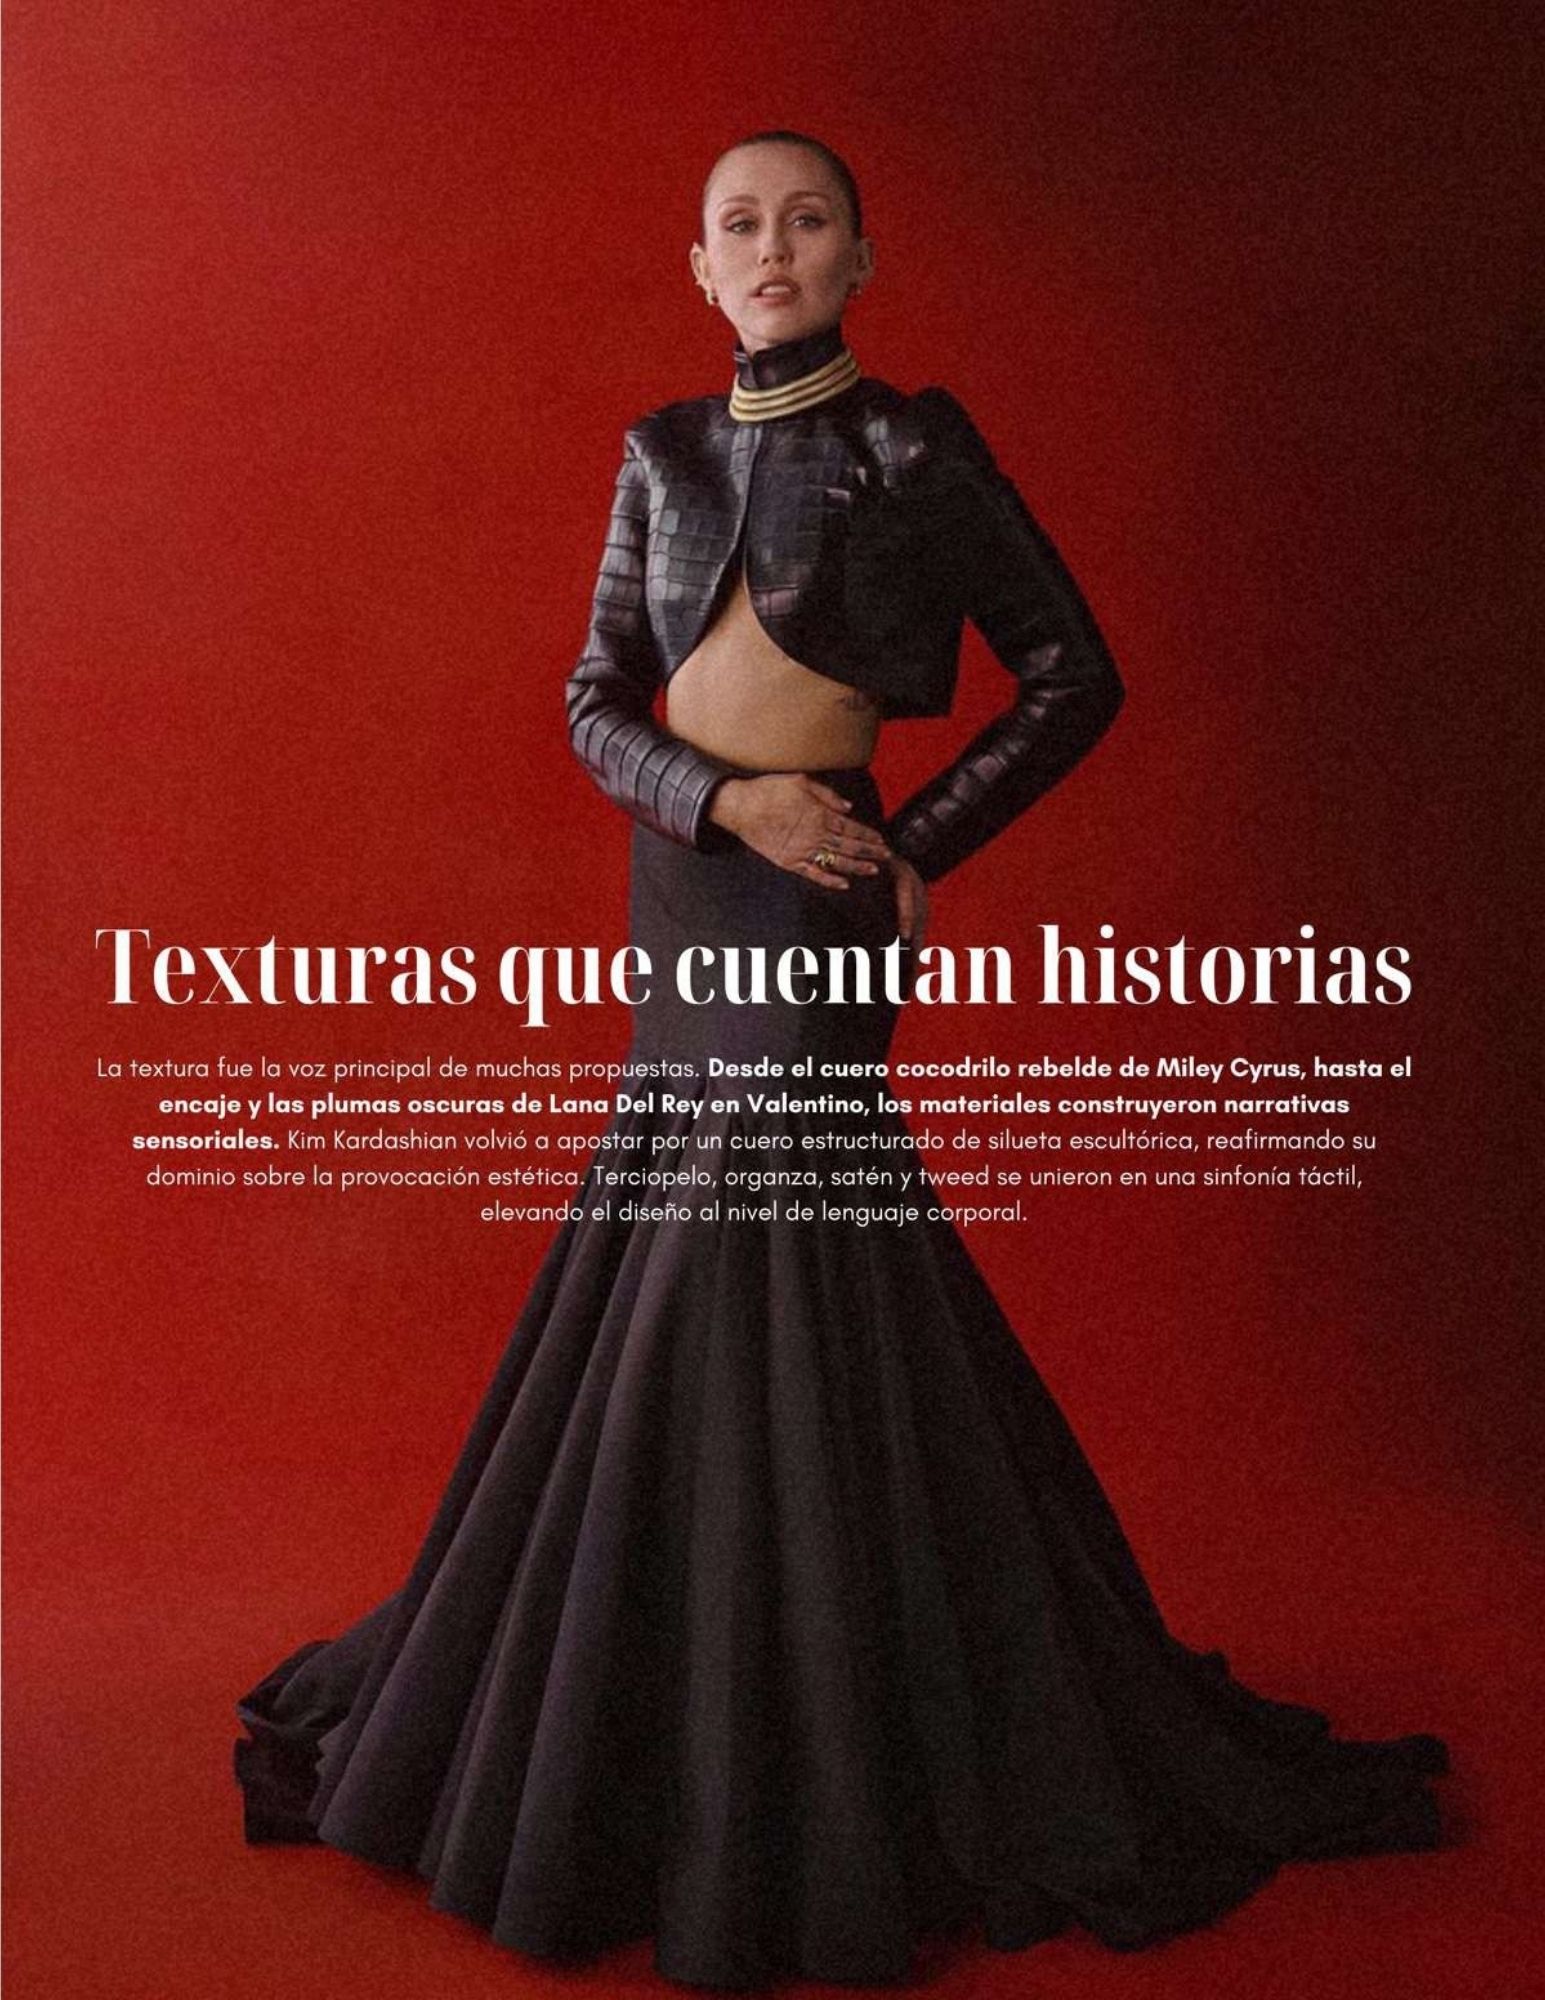 Texturas que cuentan historias
La textura fue la voz principal de muchas propuestas. Desde el cuero cocodrilo rebelde de Miley Cyrus, hasta el
encaje y las plumas oscuras de Lana Del Rey en Valentino, los materiales construyeron narrativas
sensoriales. Kim Kardashian volvió a apostar por un cuero estructurado de silueta escultórica, reafirmando su
dominio sobre la provocación estética. Terciopelo, organza, satén y tweed se unieron en una sinfonía táctil,
elevando el diseño al nivel de lenguaje corporal.